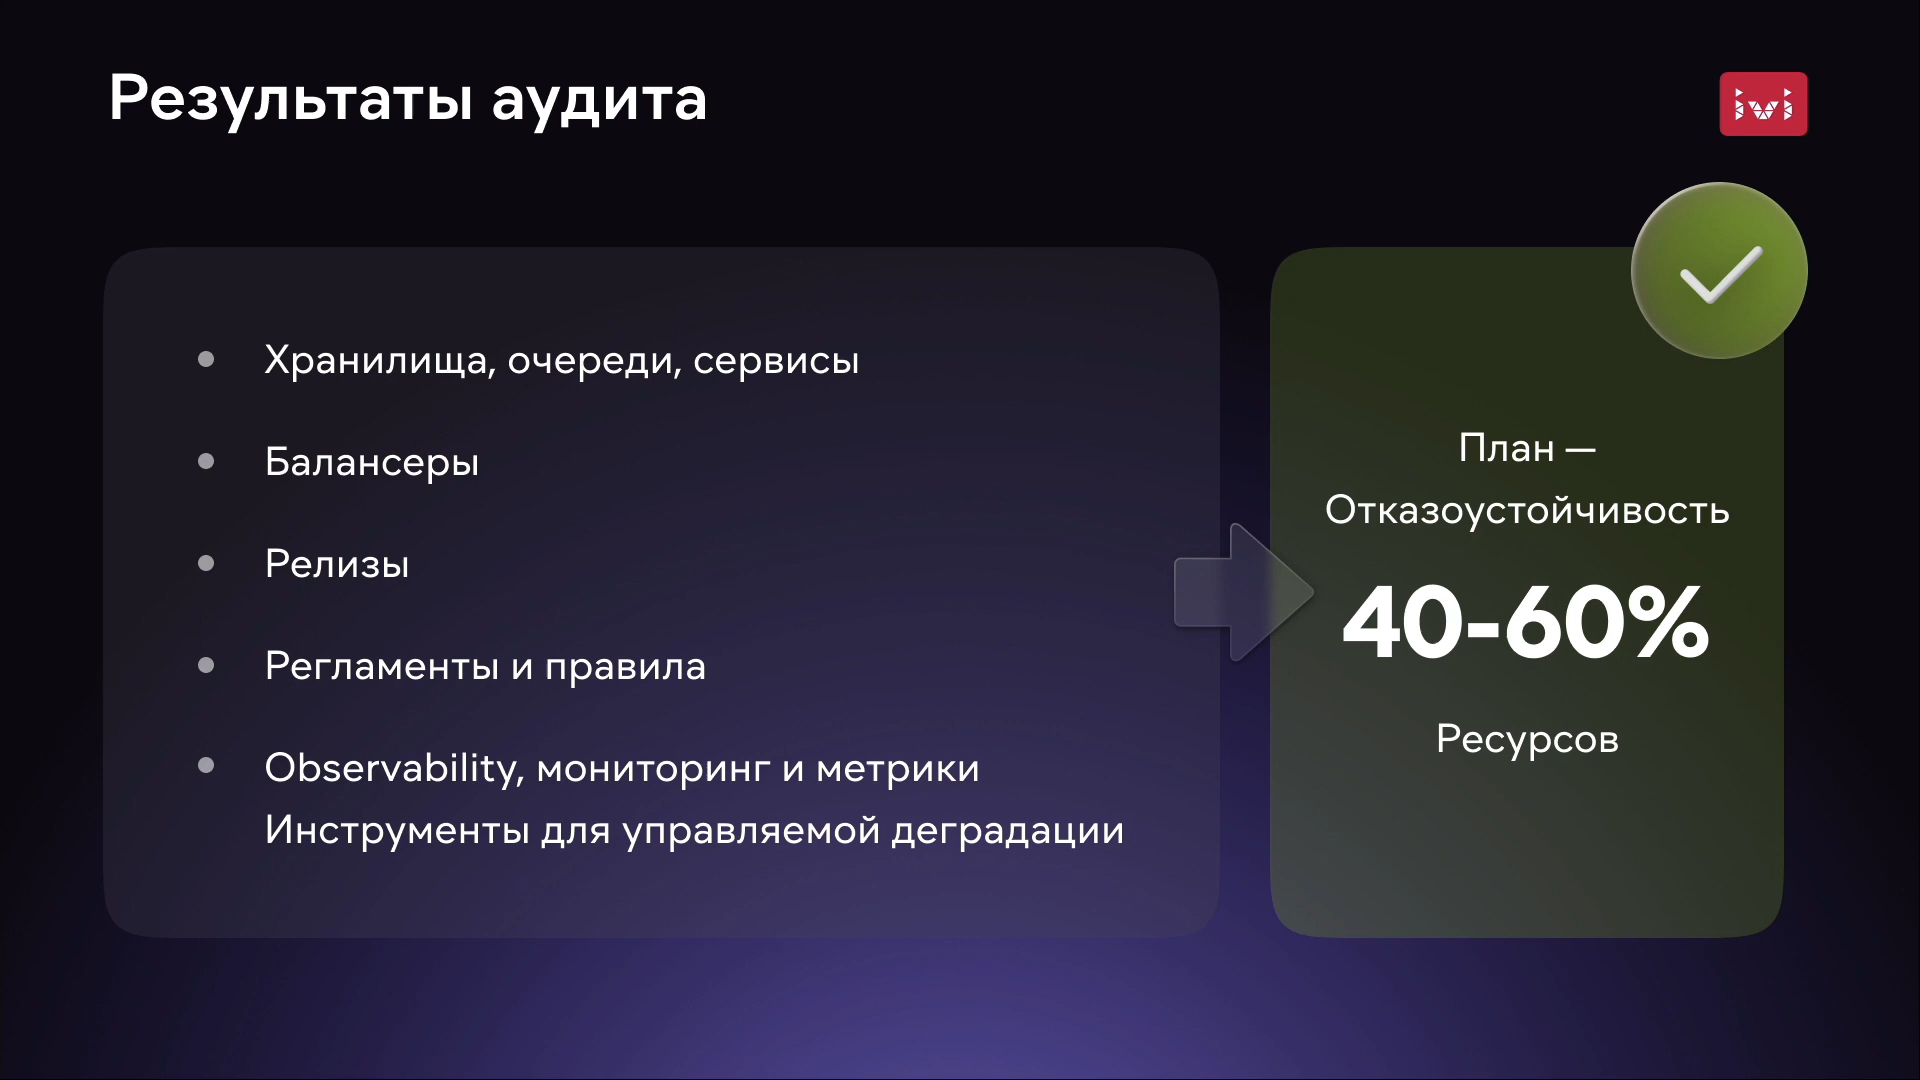 Результаты аудита
ivi
Хранилища, очереди, сервисы
Балансеры
Релизы
Регламенты и правила
Observability, мониторинг и метрики
Инструменты для управляемой деградации
План —
Отказоустойчивость
40-60%
Ресурсов